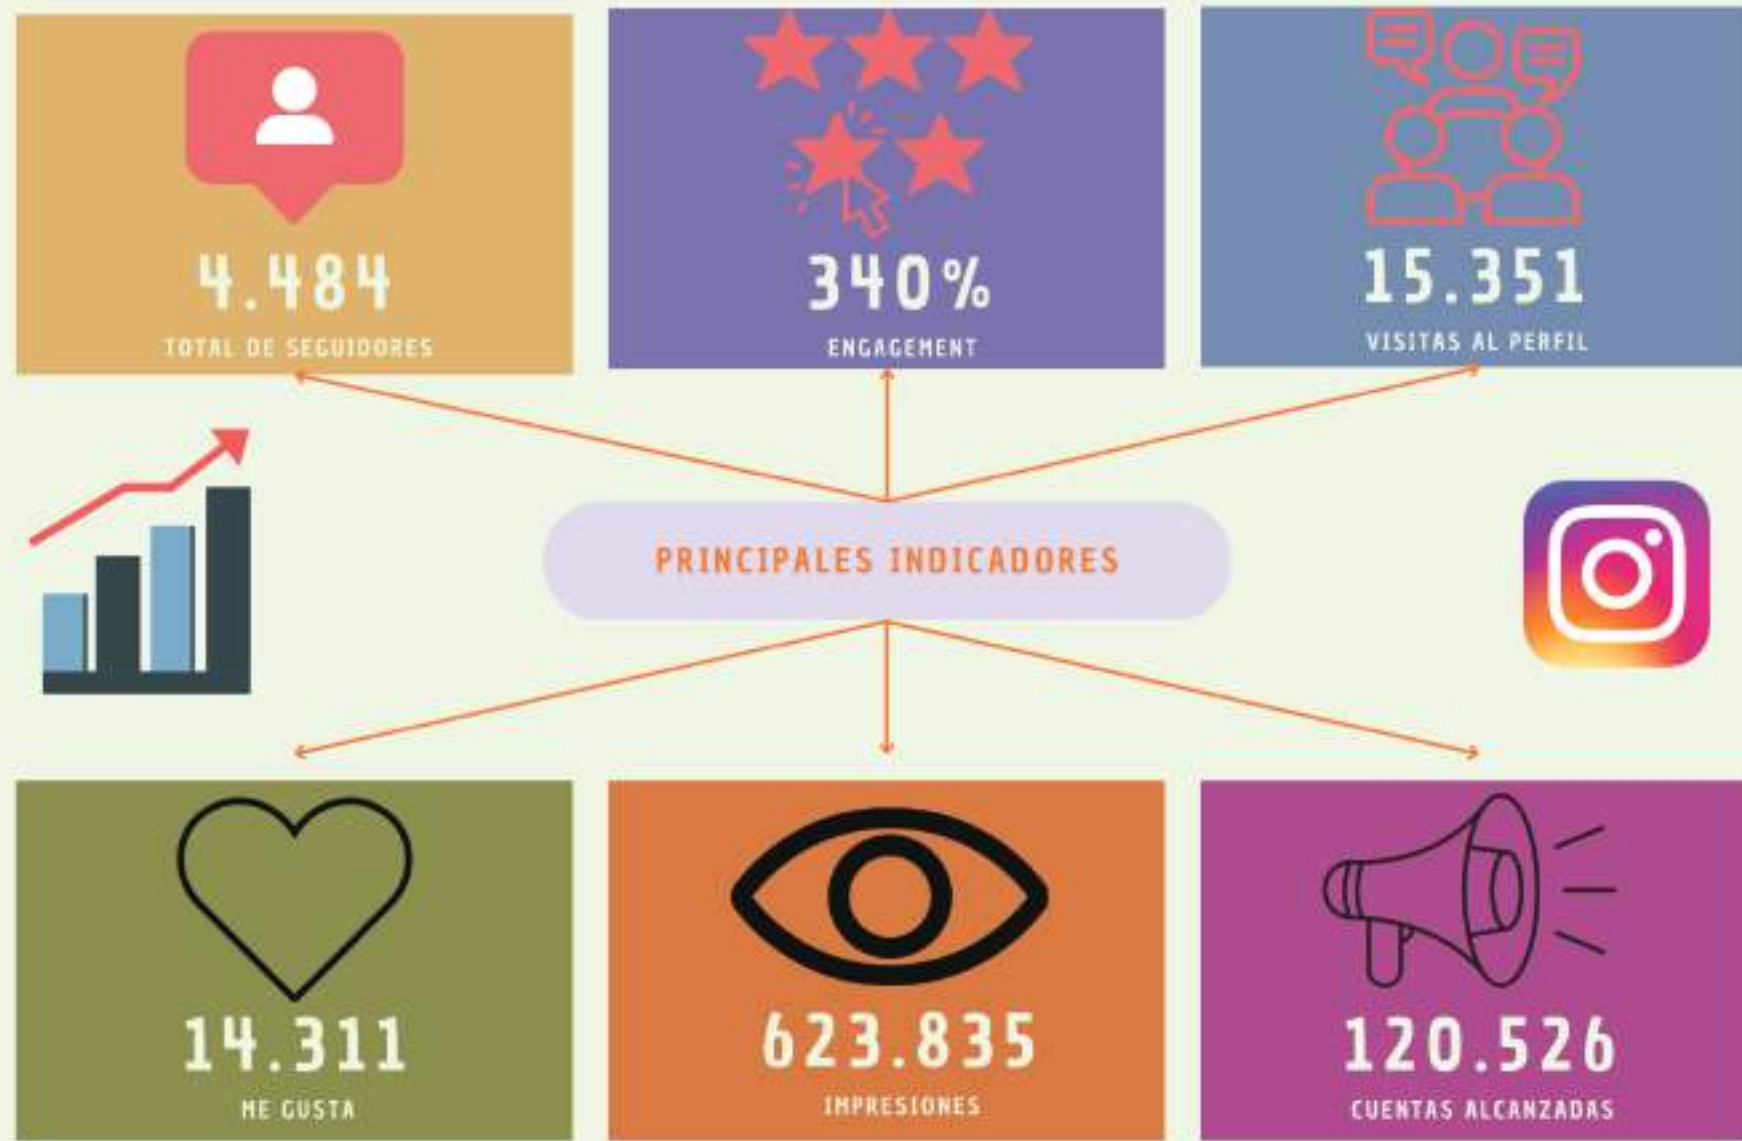 4.484
TOTAL DE SEGUIDORES
340%
ENGAGEMENT
15.351
VISITAS AL PERFIL
PRINCIPALES INDICADORES
14.311
ME GUSTA
623.835
IMPRESIONES
120.526
CUENTAS ALCANZADAS